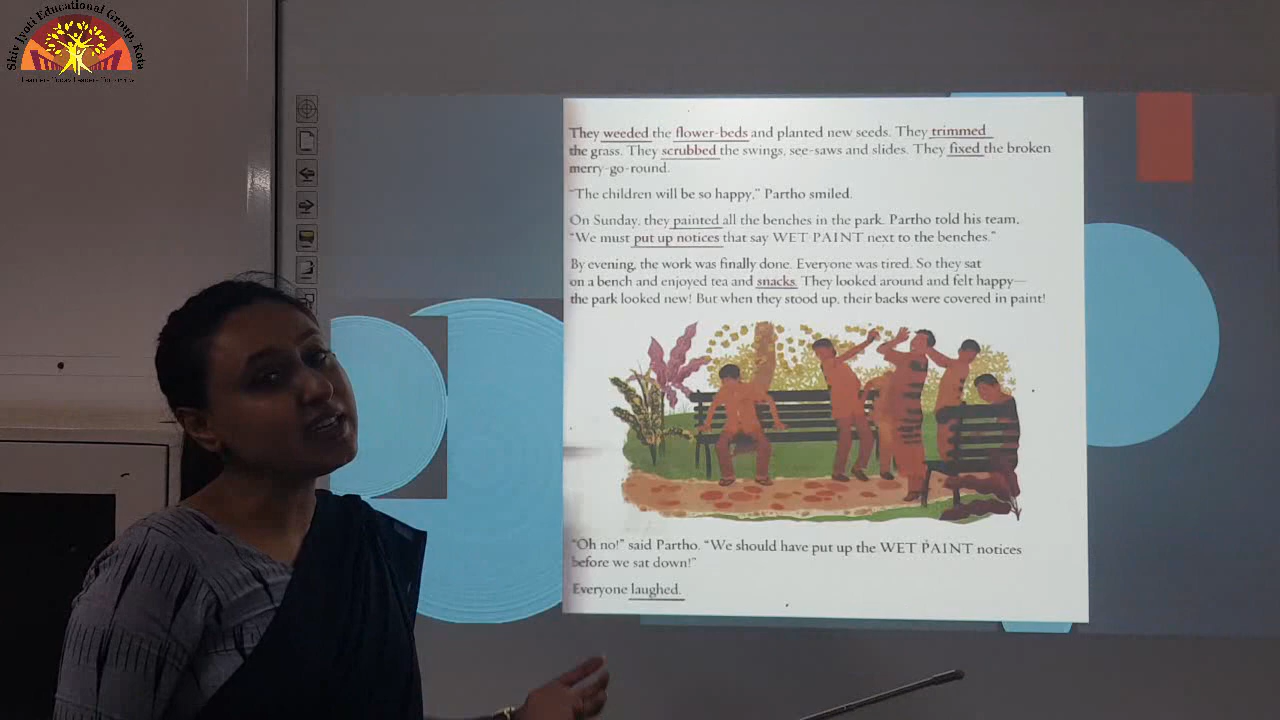 Shiv Jyoti Educational Group, Kota
They weeded the flower-beds and planted new seeds. They trimmed
the grass. They scrubbed the swings, see-saws and slides. They fixed the broken
merry-go-round.
"The children will be so happy," Partho smiled.
On Sunday, they painted all the benches in the park. Partho told his team,
"We must put up notices that say WET PAINT next to the benches."
By evening, the work was finally done. Everyone was tired. So they sat
on a bench and enjoyed tea and snacks. They looked around and felt happy—
the park looked new! But when they stood up, their backs were covered in paint!
"Oh no!" said Partho. "We should have put up the WET PAINT notices
before we sat down!"
Everyone laughed.